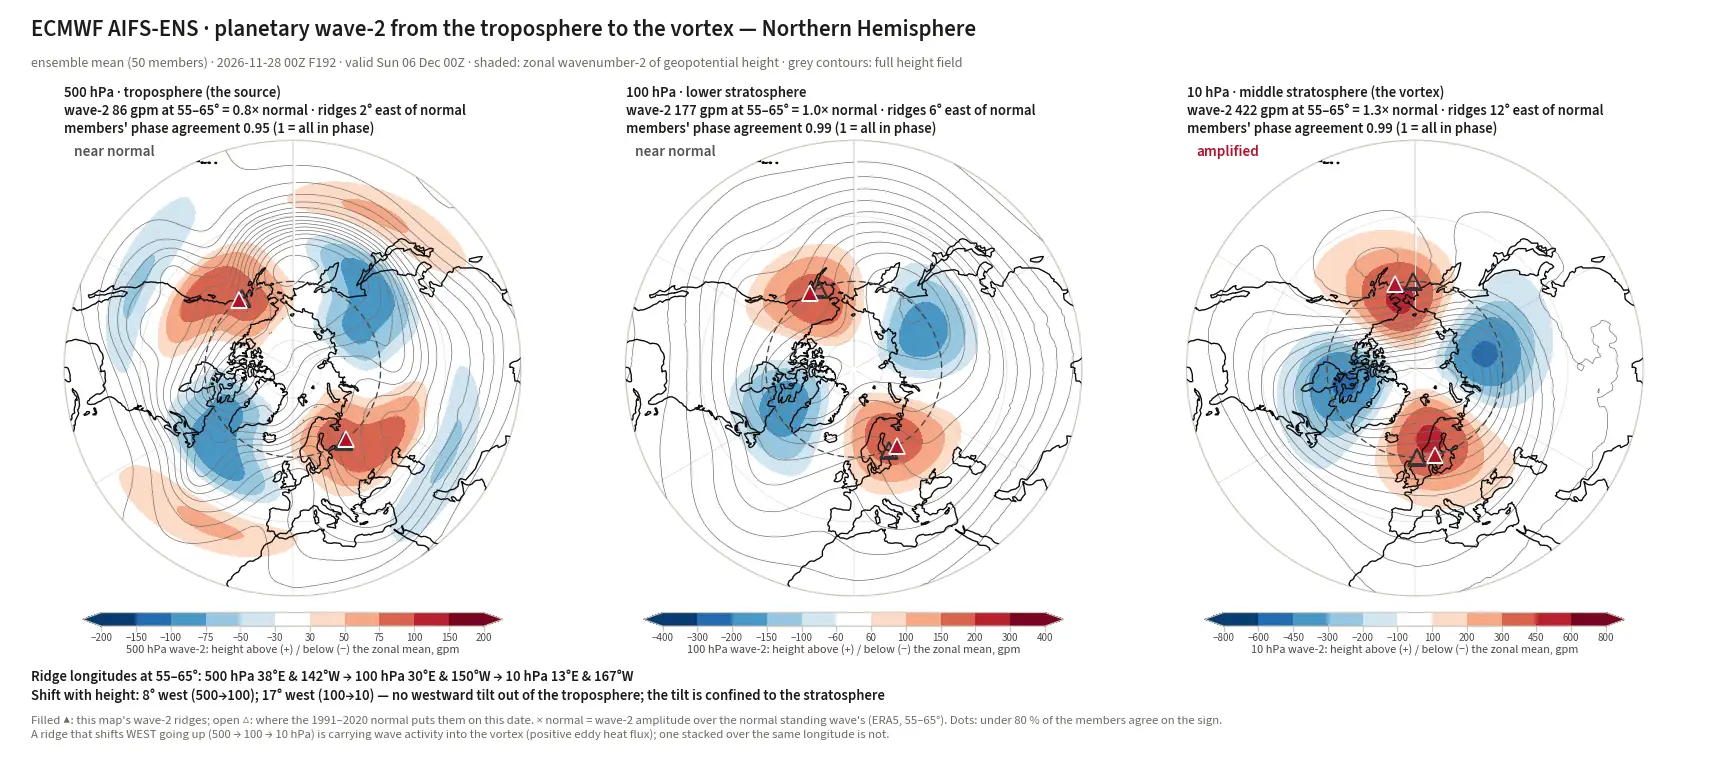 ECMWF AIFS-ENS · planetary wave-2 from the troposphere to the vortex — Northern Hemisphere
ensemble mean (50 members) · 2026-11-28 00Z F192 · valid Sun 06 Dec 00Z · shaded: zonal wavenumber-2 of geopotential height · grey contours: full height field
500 hPa · troposphere (the source)
wave-2 86 gpm at 55–65° = 0.8× normal · ridges 2° east of normal
members' phase agreement 0.95 (1 = all in phase)
near normal
100 hPa · lower stratosphere
wave-2 177 gpm at 55–65° = 1.0× normal · ridges 6° east of normal
members' phase agreement 0.99 (1 = all in phase)
near normal
10 hPa · middle stratosphere (the vortex)
wave-2 422 gpm at 55–65° = 1.3× normal · ridges 12° east of normal
members' phase agreement 0.99 (1 = all in phase)
amplified
−200 −150 −100 −75 −50 −30 30 50 75 100 150 200
500 hPa wave-2: height above (+) / below (−) the zonal mean, gpm
−400 −300 −200 −150 −100 −60 60 100 150 200 300 400
100 hPa wave-2: height above (+) / below (−) the zonal mean, gpm
−800 −600 −450 −300 −200 −100 100 200 300 450 600 800
10 hPa wave-2: height above (+) / below (−) the zonal mean, gpm
Ridge longitudes at 55–65°: 500 hPa 38°E & 142°W → 100 hPa 30°E & 150°W → 10 hPa 13°E & 167°W
Shift with height: 8° west (500→100); 17° west (100→10) — no westward tilt out of the troposphere; the tilt is confined to the stratosphere
Filled ▲: this map's wave-2 ridges; open △: where the 1991–2020 normal puts them on this date. × normal = wave-2 amplitude over the normal standing wave's (ERA5, 55–65°). Dots: under 80 % of the members agree on the sign.
A ridge that shifts WEST going up (500 → 100 → 10 hPa) is carrying wave activity into the vortex (positive eddy heat flux); one stacked over the same longitude is not.